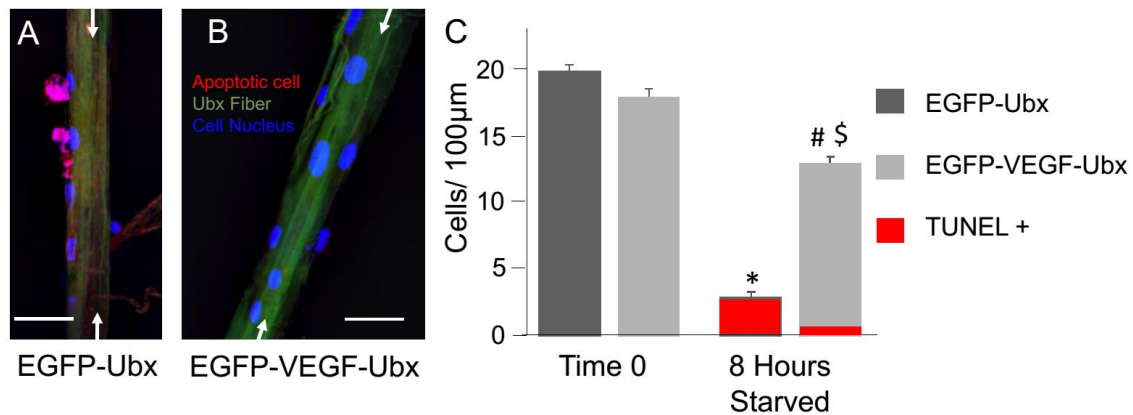 A
Apoptotic cell
Ubx Fiber
Cell Nucleus
B
EGFP-Ubx
EGFP-VEGF-Ubx
C
Cells/ 100µm
20
15
10
5
0
*
# $
Time 0
8 Hours
Starved
EGFP-Ubx
EGFP-VEGF-Ubx
TUNEL +